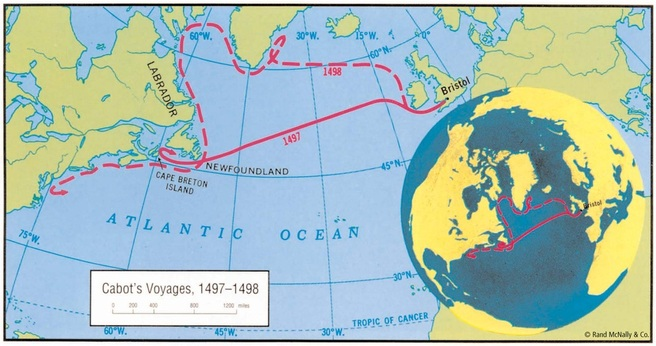 60°W.
30°W.
15°W.
0°
60°N.
1498
LABRADOR
Bristol
1497
NEWFOUNDLAND
CAPE BRETON
ISLAND
45°N.
Bristol
ATLANTIC OCEAN
75°W.
30°N.
Cabot's Voyages, 1497–1498
0 200 400 800 1200 miles
60°W.
45°W.
30°W.
TROPIC OF CANCER
© Rand McNally & Co.